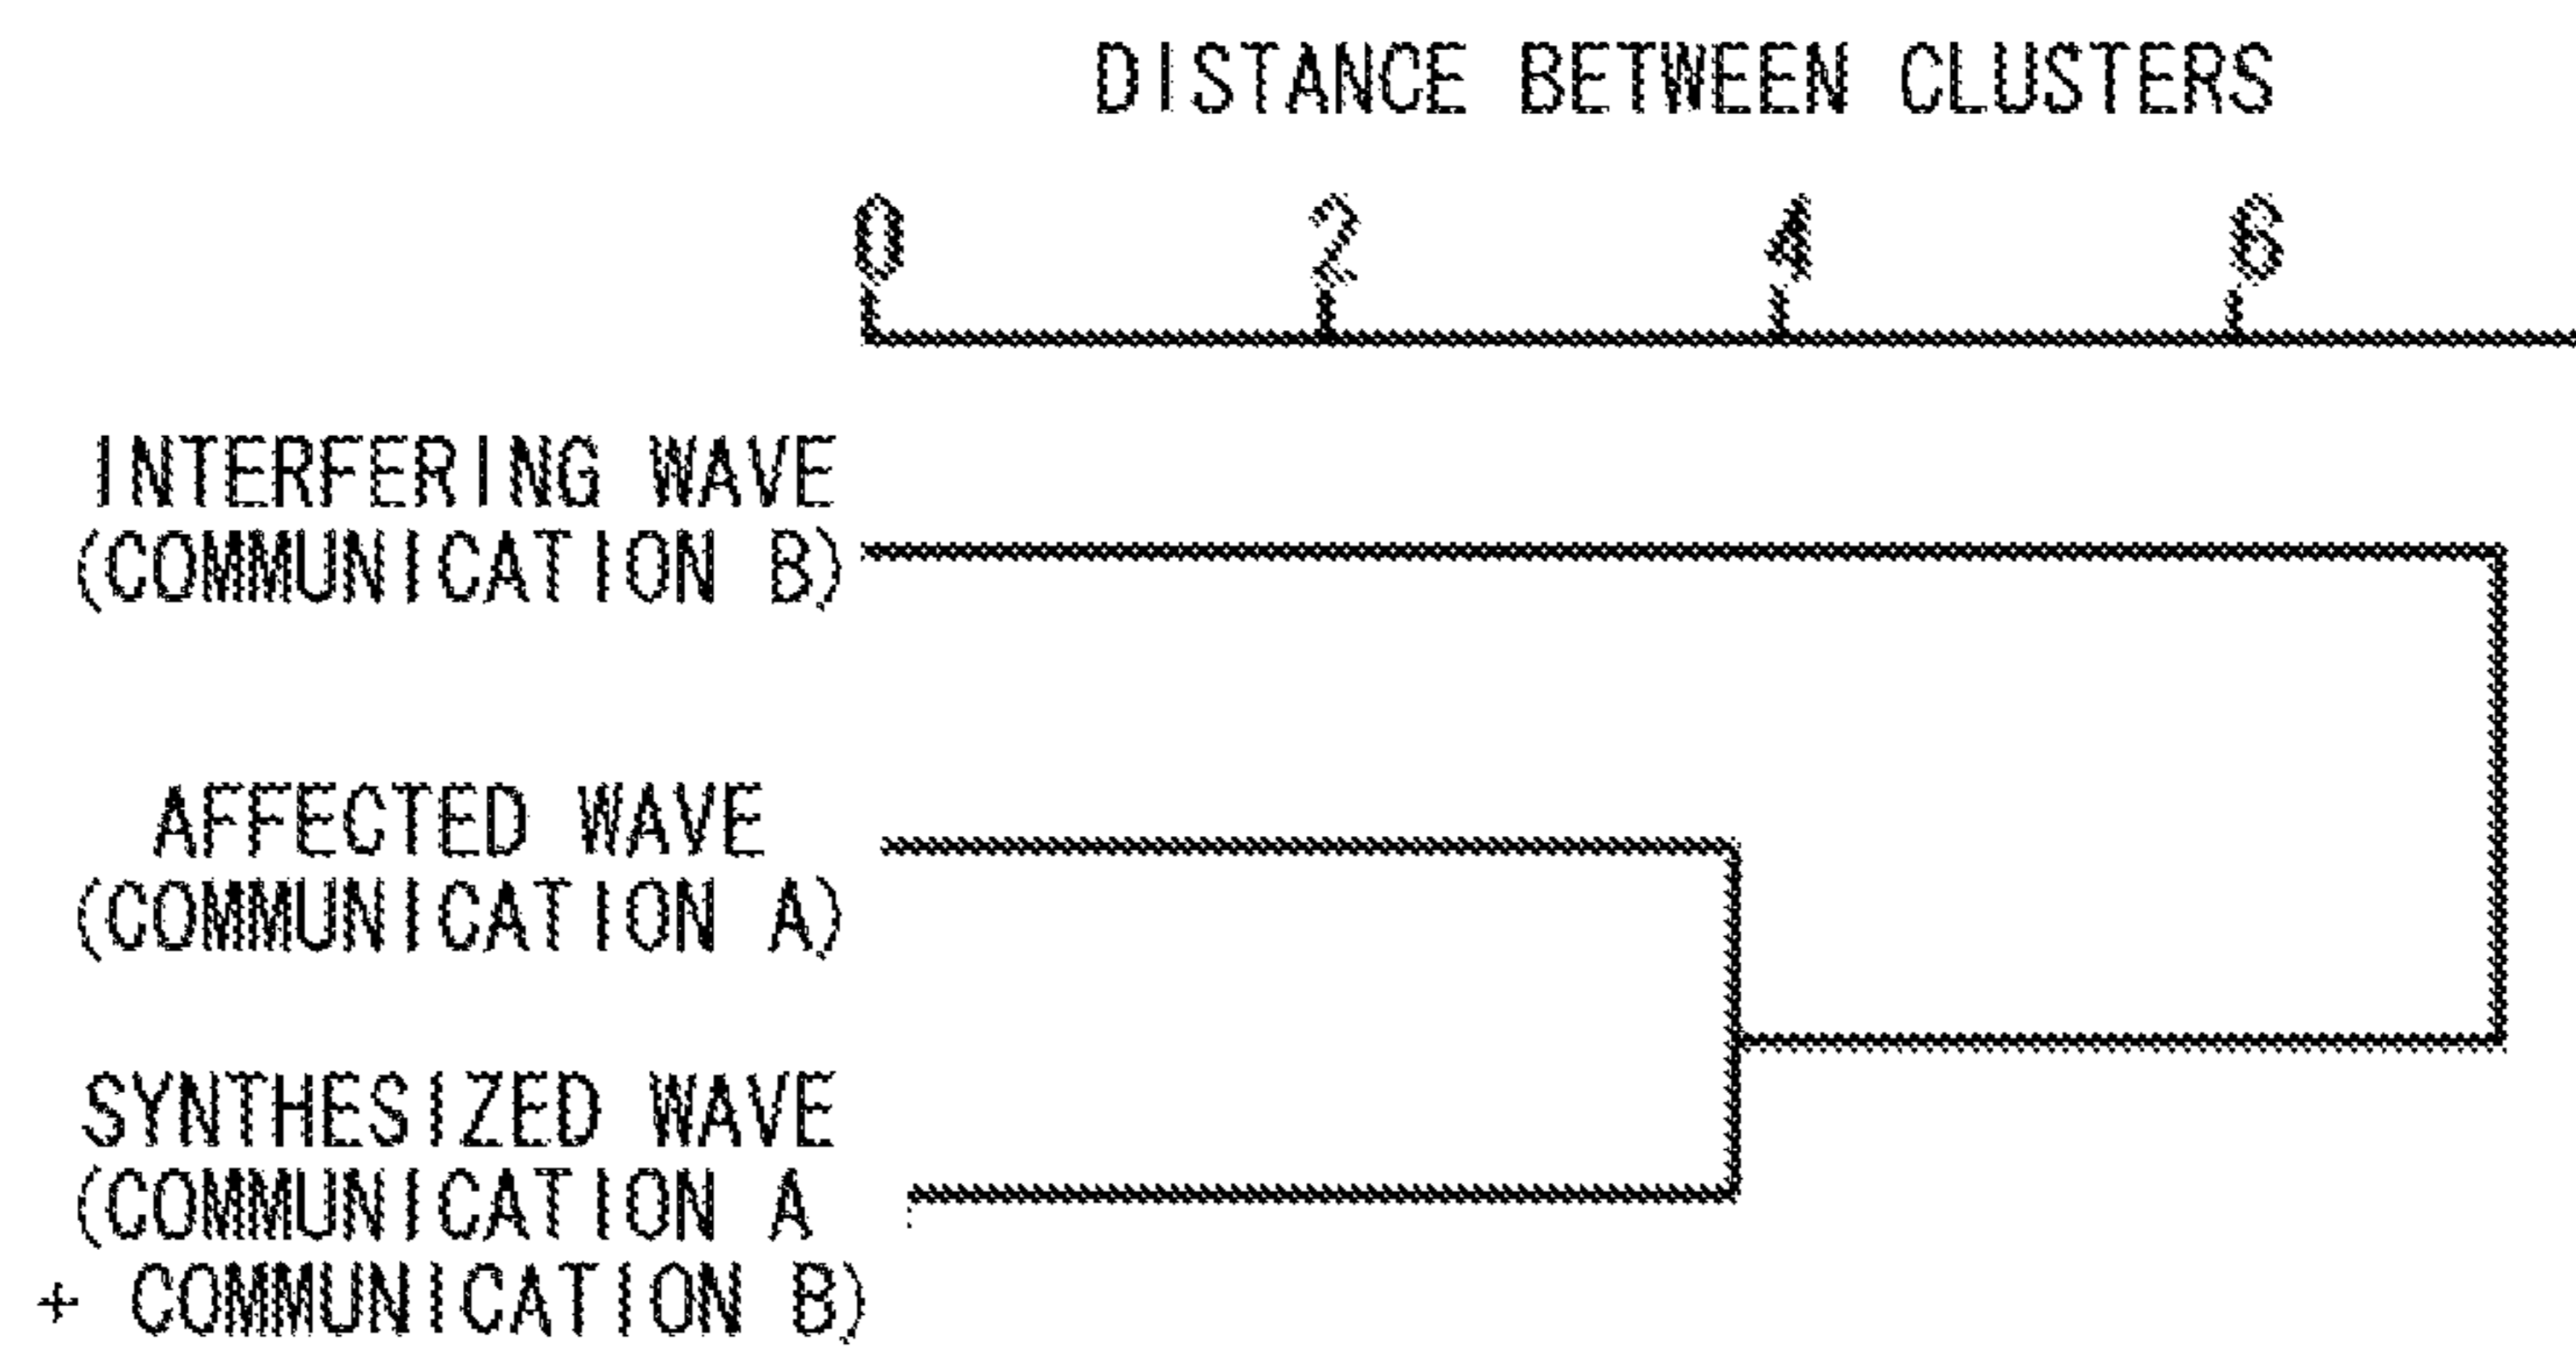 DISTANCE BETWEEN CLUSTERS
0 2 4 6
INTERFERING WAVE
(COMMUNICATION B)
AFFECTED WAVE
(COMMUNICATION A)
SYNTHESIZED WAVE
(COMMUNICATION A
+ COMMUNICATION B)